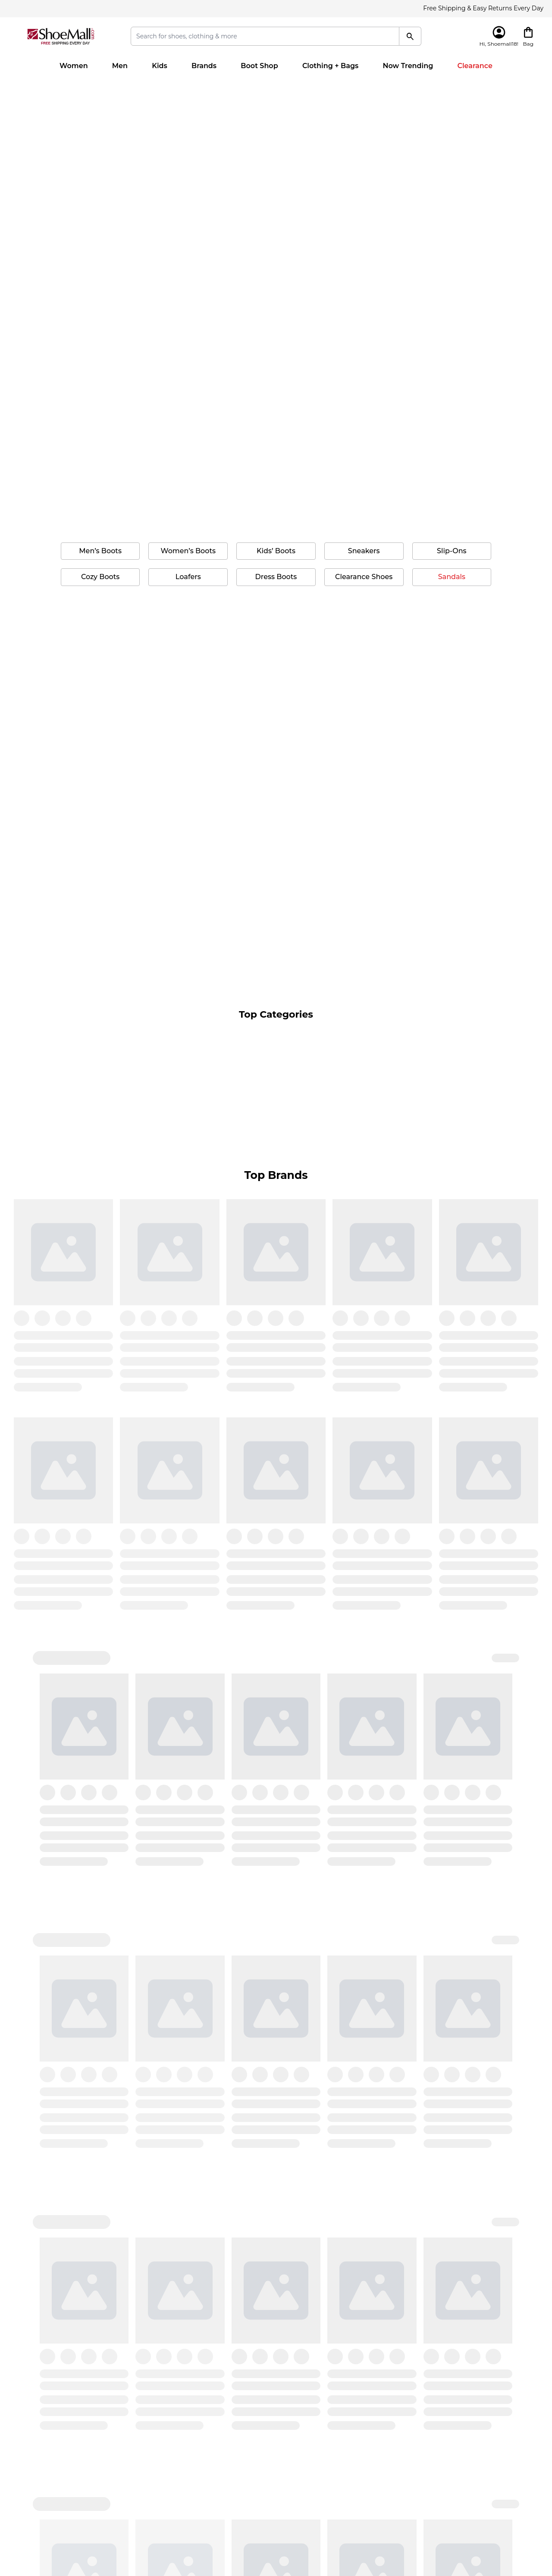 Free Shipping & Easy Returns Every Day
ShoeMall
FREE SHIPPING EVERY DAY
Search for shoes, clothing & more
Hi, Shoemall!
Bag
Women Men Kids Brands Boot Shop Clothing + Bags Now Trending Clearance
Men's Boots Women's Boots Kids' Boots Sneakers Slip-Ons
Cozy Boots Loafers Dress Boots Clearance Shoes Sandals
Top Categories
Top Brands